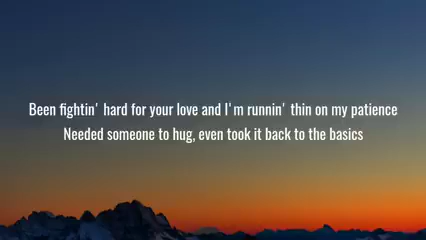 Been fightin' hard for your love and I'm runnin' thin on my patience
Needed someone to hug, even took it back to the basics